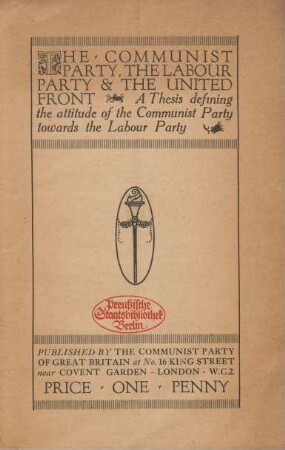 THE · COMMUNIST
PARTY, THE LABOUR
PARTY & THE UNITED
FRONT A Thesis defining
the attitude of the Communist Party
towards the Labour Party
Preußische
Staatsbibliothek
Berlin
PUBLISHED BY THE COMMUNIST PARTY
OF GREAT BRITAIN at No. 16 KING STREET
near COVENT GARDEN - LONDON - W.C.2.
PRICE · ONE · PENNY